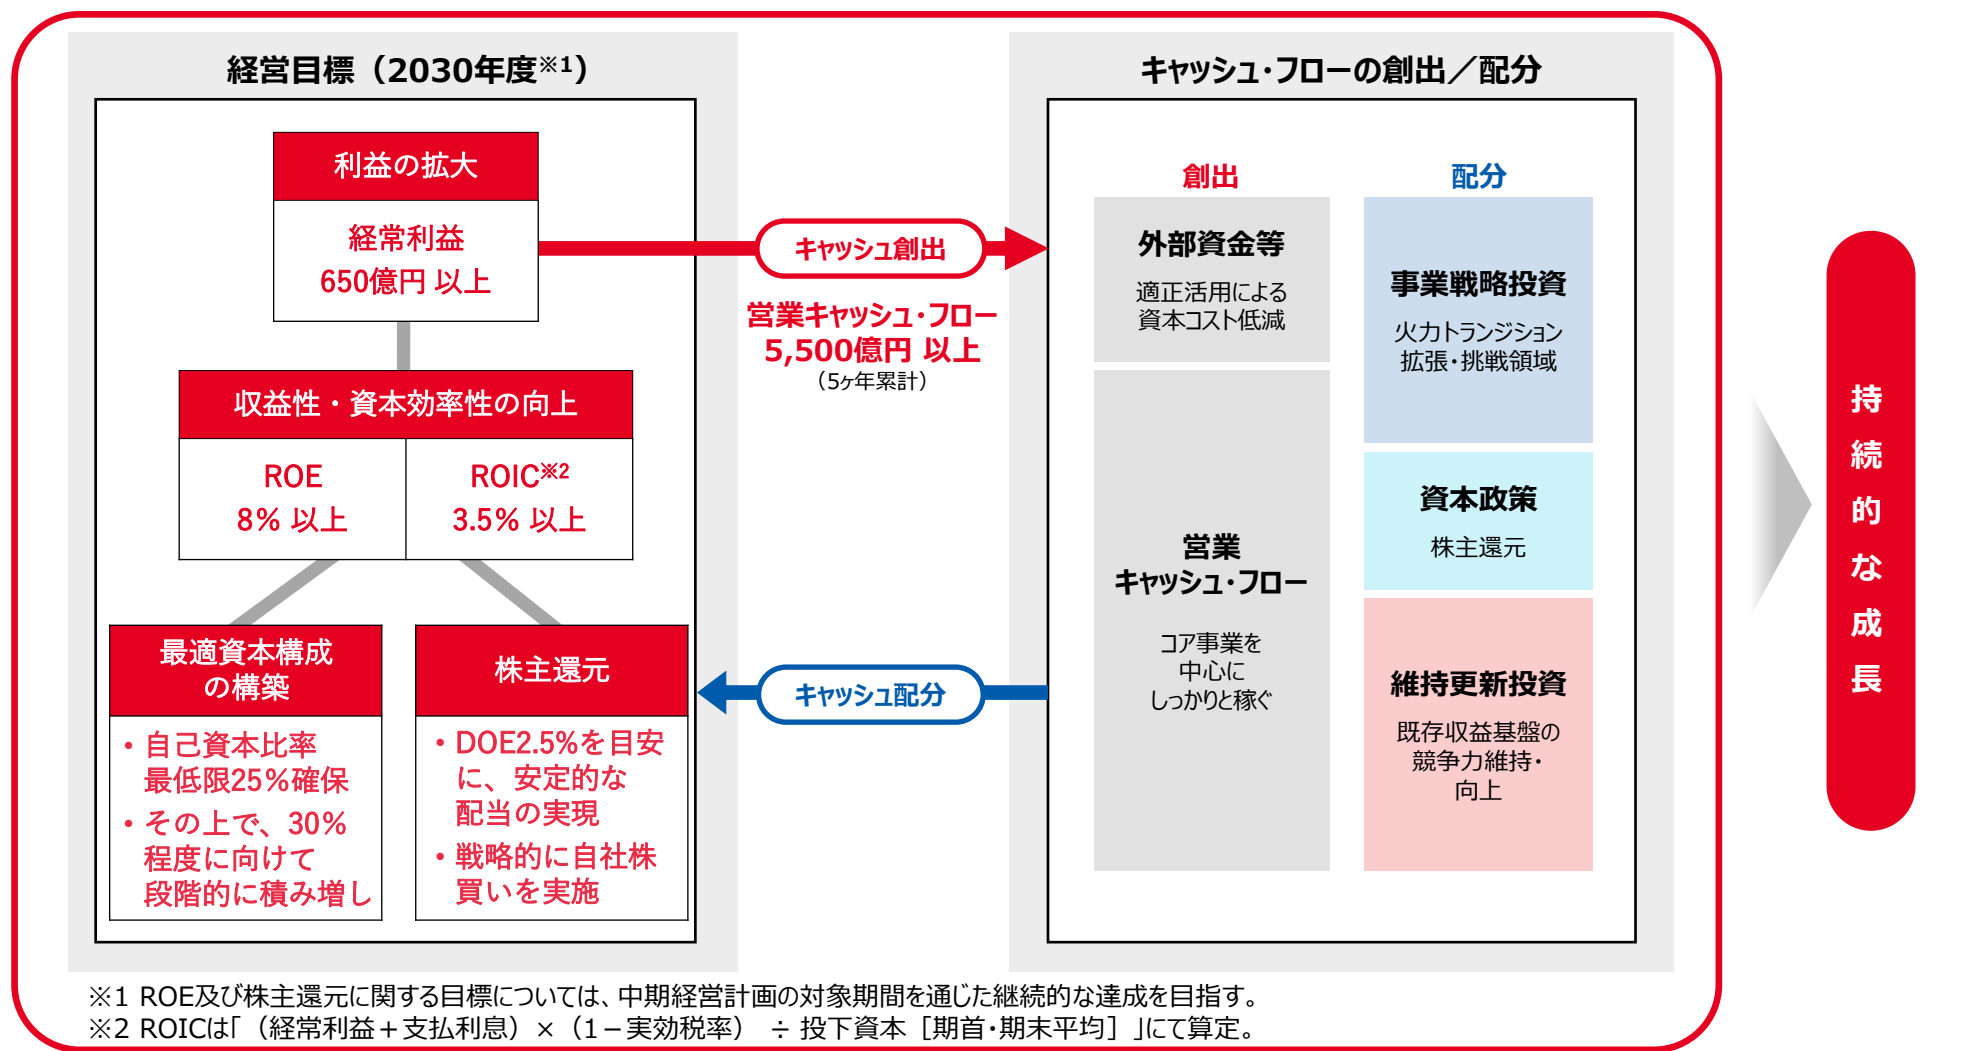 経営目標（2030年度※1）
利益の拡大
経常利益
650億円 以上
収益性・資本効率性の向上
ROE
8% 以上
ROIC※2
3.5% 以上
最適資本構成
の構築
・自己資本比率
最低限25%確保
・その上で、30%
程度に向けて
段階的に積み増し
株主還元
・DOE2.5%を目安
に、安定的な
配当の実現
・戦略的に自社株
買いを実施
キャッシュ創出
営業キャッシュ・フロー
5,500億円 以上
（5ヶ年累計）
キャッシュ配分
キャッシュ・フローの創出／配分
創出
外部資金等
適正活用による
資本コスト低減
営業
キャッシュ・フロー
コア事業を
中心に
しっかりと稼ぐ
配分
事業戦略投資
火力トランジション
拡張・挑戦領域
資本政策
株主還元
維持更新投資
既存収益基盤の
競争力維持・
向上
持続的な成長
※1 ROE及び株主還元に関する目標については、中期経営計画の対象期間を通じた継続的な達成を目指す。
※2 ROICは「（経常利益＋支払利息）×（1－実効税率） ÷ 投下資本［期首・期末平均］」にて算定。